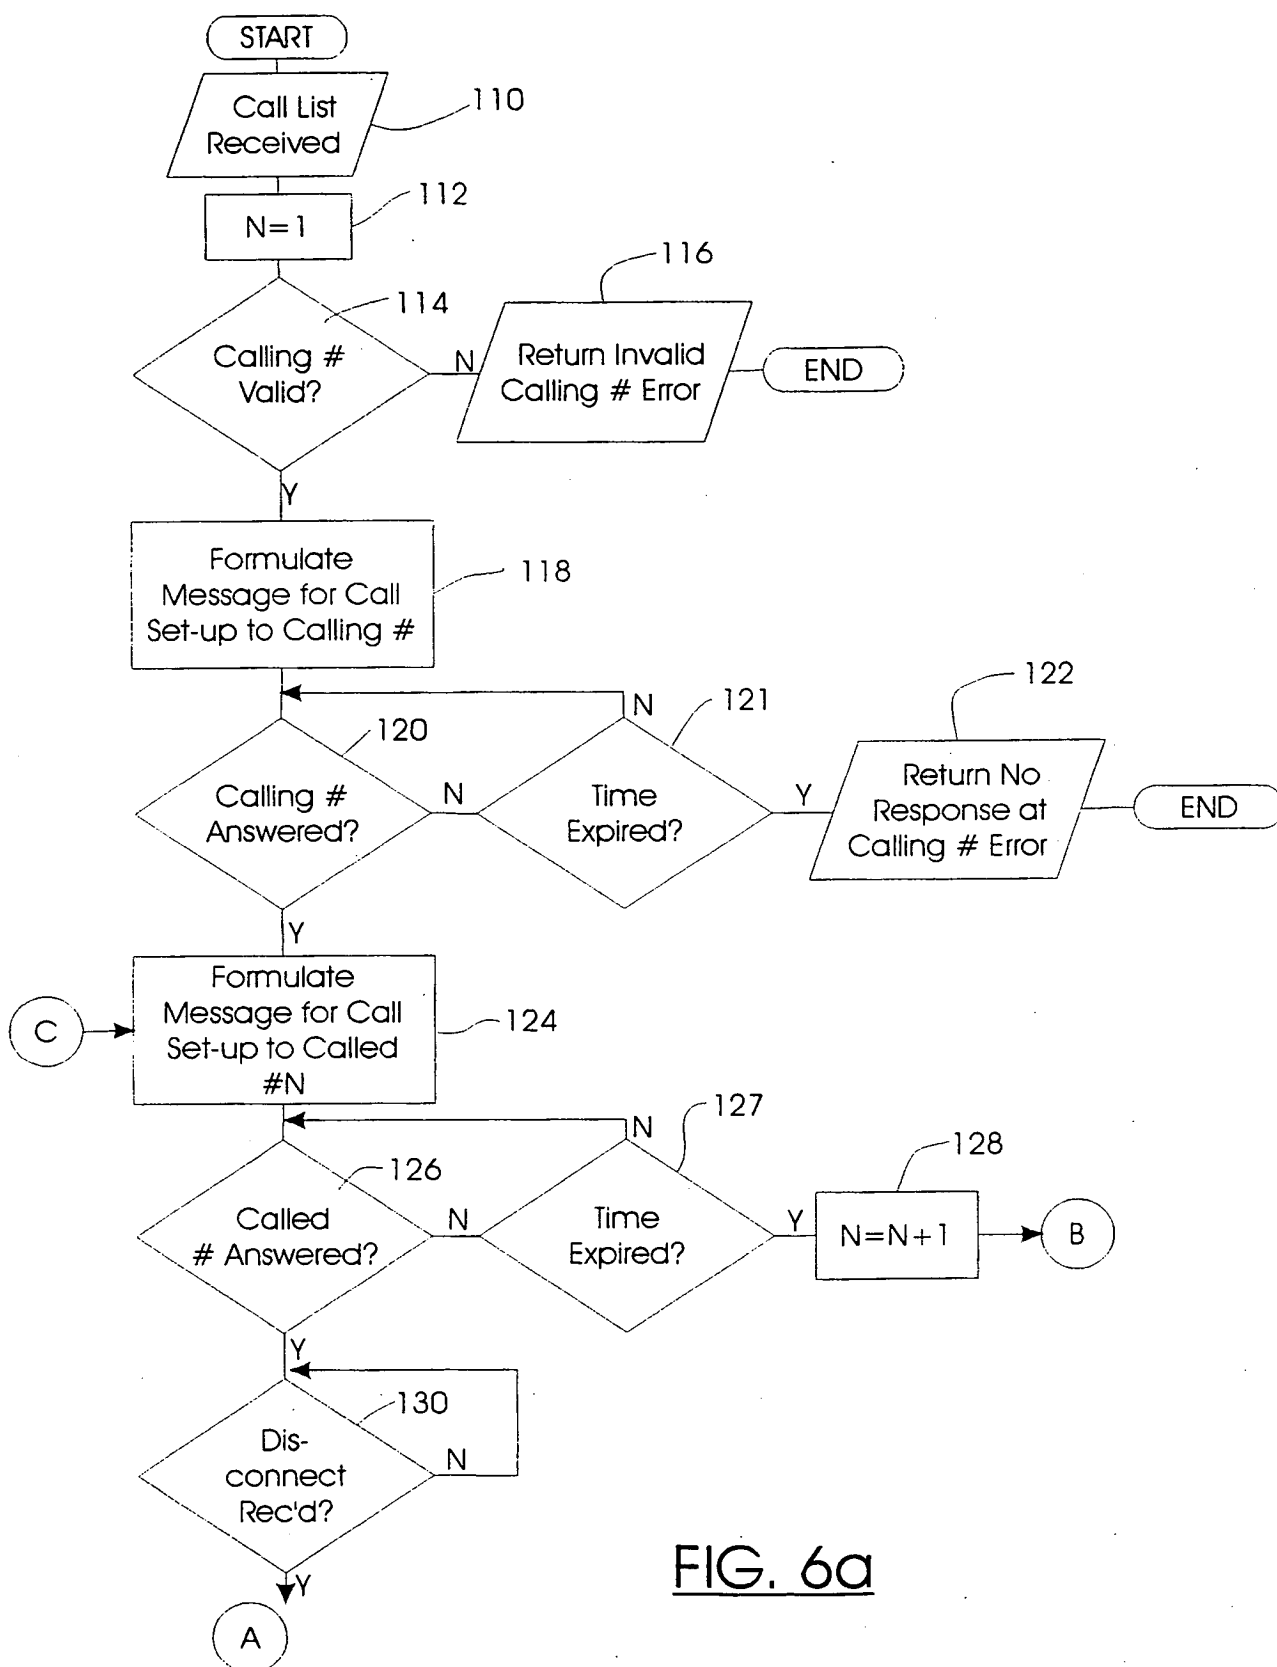 START
Call List
Received
110
N=1
112
114
Calling #
Valid?
N
116
Return Invalid
Calling # Error
END
Y
Formulate
Message for Call
Set-up to Calling #
118
120
Calling #
Answered?
N
N
121
Time
Expired?
Y
122
Return No
Response at
Calling # Error
END
Y
C
Formulate
Message for Call
Set-up to Called
#N
124
126
Called
# Answered?
N
N
127
Time
Expired?
Y
128
N=N+1
B
Y
130
Dis-
connect
Rec'd?
N
Y
A
FIG. 6a